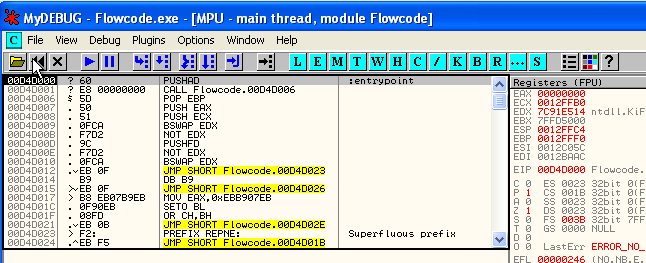 MyDEBUG - Flowcode.exe - [MPU - main thread, module Flowcode]
C File View Debug Plugins Options Window Help
L E M T W H C / K B R ... S ?
00D4D000 ? 60 PUSHAD :entrypoint
00D4D001 ? E8 00000000 CALL Flowcode.00D4D006
00D4D006 $ 5D POP EBP
00D4D007 . 50 PUSH EAX
00D4D008 . 51 PUSH ECX
00D4D009 . 0FCA BSWAP EDX
00D4D00B . F7D2 NOT EDX
00D4D00D . 9C PUSHFD
00D4D00E . F7D2 NOT EDX
00D4D010 . 0FCA BSWAP EDX
00D4D012 .v EB 0F JMP SHORT Flowcode.00D4D023
00D4D014 B9 DB B9
00D4D015 >v EB 0F JMP SHORT Flowcode.00D4D026
00D4D017 > B8 EB07B9EB MOV EAX,0xEBB907EB
00D4D01C . 0F90EB SETO BL
00D4D01F . 08FD OR CH,BH
00D4D021 .v EB 0B JMP SHORT Flowcode.00D4D02E
00D4D023 > F2: PREFIX REPNE: Superfluous prefix
00D4D024 .^ EB F5 JMP SHORT Flowcode.00D4D01B
Registers (FPU)
EAX 00000000
ECX 0012FFB0
EDX 7C91E514 ntdll.KiF
EBX 7FFD5000
ESP 0012FFC4
EBP 0012FFF0
ESI 0012C05C
EDI 0012BAAC
EIP 00D4D000 Flowcode.
C 0 ES 0023 32bit 0(F
P 1 CS 001B 32bit 0(F
A 0 SS 0023 32bit 0(F
Z 1 DS 0023 32bit 0(F
S 0 FS 003B 32bit 7FF
T 0 GS 0000 NULL
D 0
O 0 LastErr ERROR_NO_
EFL 00000246 (NO,NB,E,